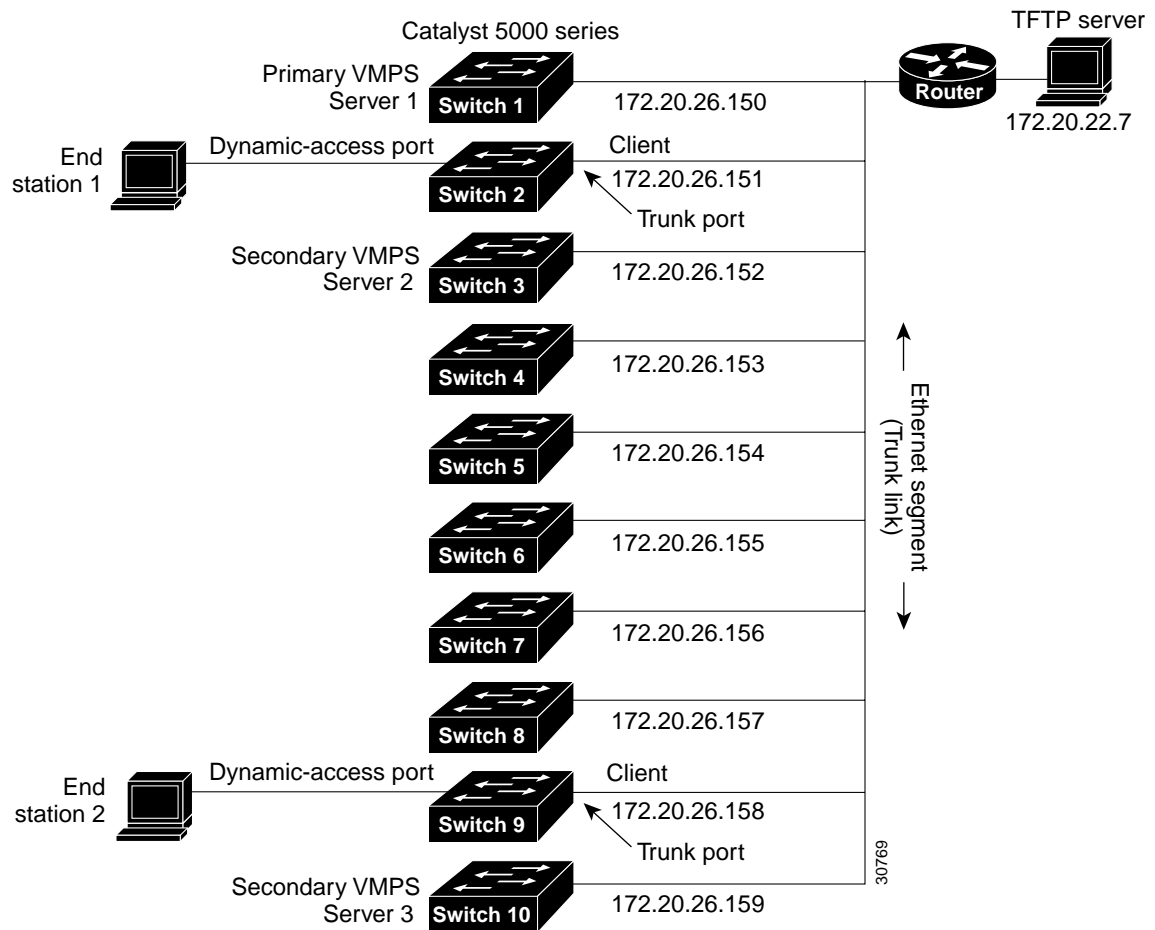 TFTP server
Catalyst 5000 series
Primary VMPS
Server 1
Switch 1
172.20.26.150
Router
172.20.22.7
End
station 1
Dynamic-access port
Switch 2
Client
172.20.26.151
Trunk port
Secondary VMPS
Server 2
Switch 3
172.20.26.152
Switch 4
172.20.26.153
Ethernet segment
(Trunk link)
Switch 5
172.20.26.154
Switch 6
172.20.26.155
Switch 7
172.20.26.156
Switch 8
172.20.26.157
End
station 2
Dynamic-access port
Switch 9
Client
172.20.26.158
Trunk port
30769
Secondary VMPS
Server 3
Switch 10
172.20.26.159